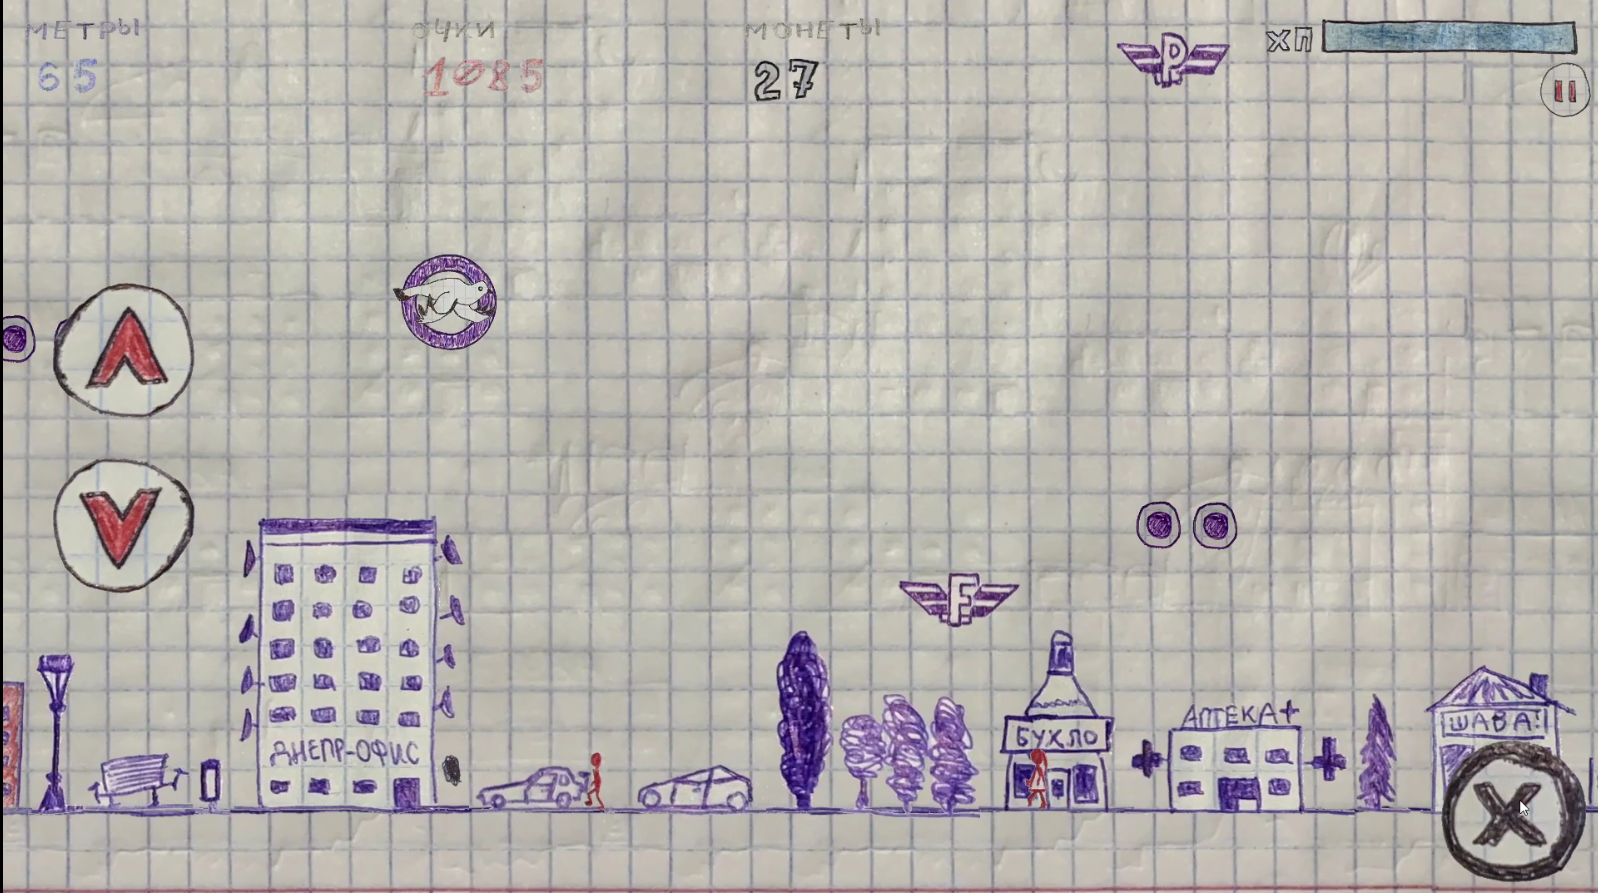 МЕТРЫ
ОЧКИ
МОНЕТЫ
ХП
65
1085
27
P
F
ДНЕПР-ОФИС
БУХЛО
АПТЕКА+
ШАВА!
X